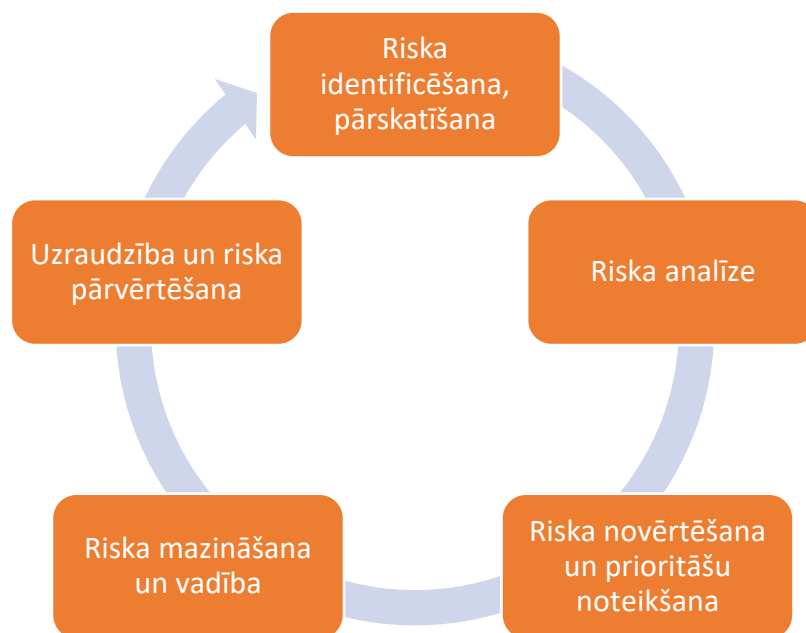 Riska
identificēšana,
pārskatīšana
Riska analīze
Riska novērtēšana
un prioritāšu
noteikšana
Riska mazināšana
un vadība
Uzraudzība un riska
pārvērtēšana